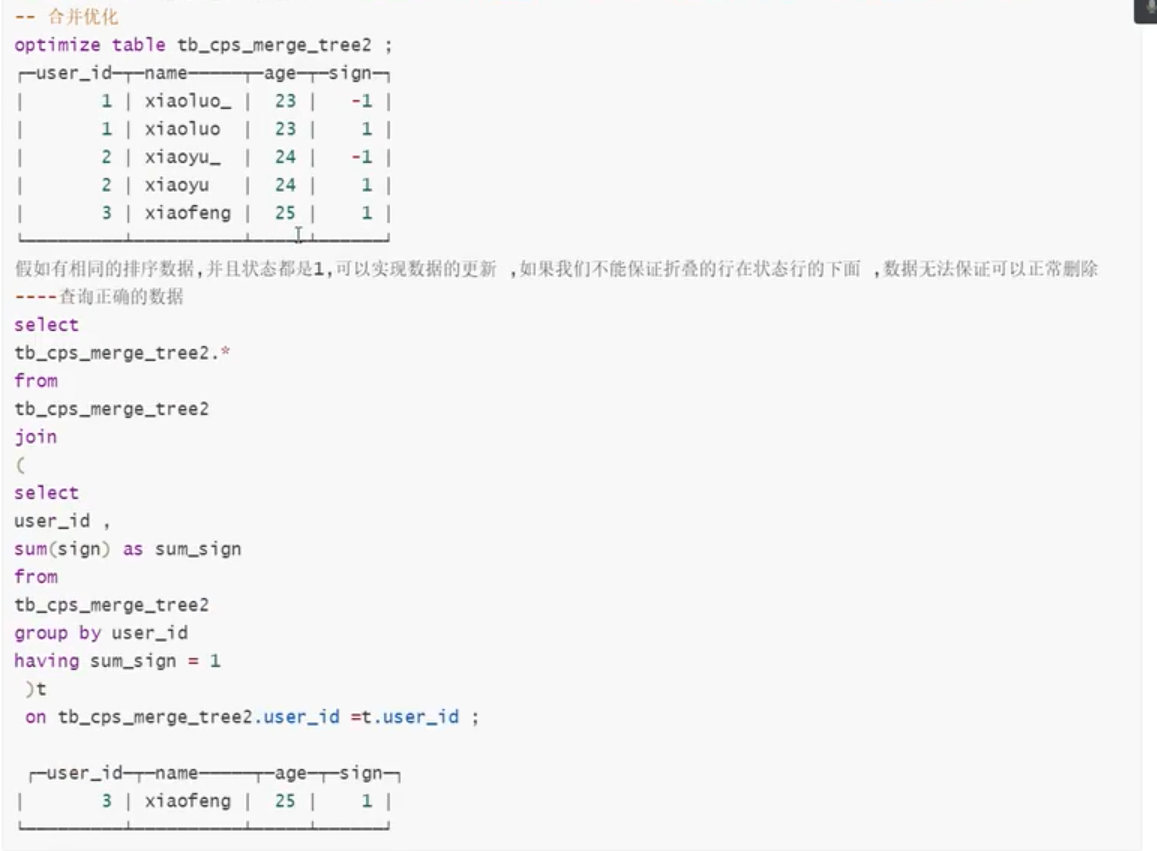 -- 合并优化
optimize table tb_cps_merge_tree2 ;
┌─user_id─┬─name─────┬─age─┬─sign─┐
│ 1 │ xiaoluo_ │ 23 │ -1 │
│ 1 │ xiaoluo │ 23 │ 1 │
│ 2 │ xiaoyu_ │ 24 │ -1 │
│ 2 │ xiaoyu │ 24 │ 1 │
│ 3 │ xiaofeng │ 25 │ 1 │
└─────────┴──────────┴─────┴──────┘
假如有相同的排序数据,并且状态都是1,可以实现数据的更新 ,如果我们不能保证折叠的行在状态行的下面 ,数据无法保证可以正常删除
----查询正确的数据
select
tb_cps_merge_tree2.*
from
tb_cps_merge_tree2
join
(
select
user_id ,
sum(sign) as sum_sign
from
tb_cps_merge_tree2
group by user_id
having sum_sign = 1
)t
on tb_cps_merge_tree2.user_id =t.user_id ;
┌─user_id─┬─name─────┬─age─┬─sign─┐
│ 3 │ xiaofeng │ 25 │ 1 │
└─────────┴──────────┴─────┴──────┘